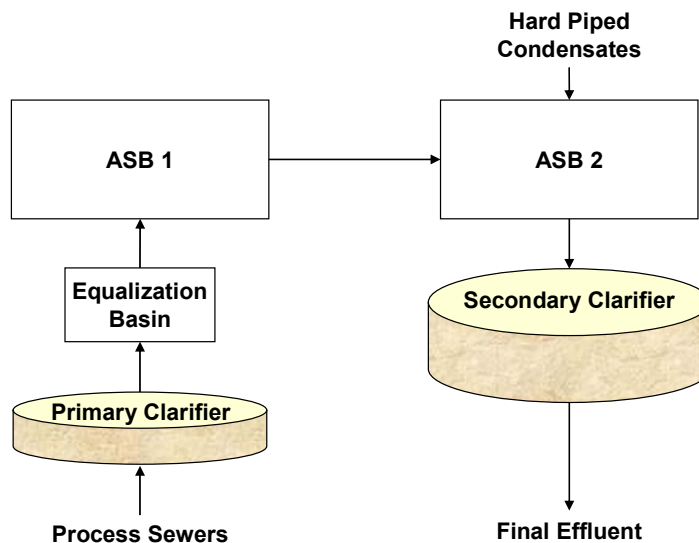 Hard Piped
Condensates
ASB 1
ASB 2
Equalization
Basin
Secondary Clarifier
Primary Clarifier
Process Sewers
Final Effluent